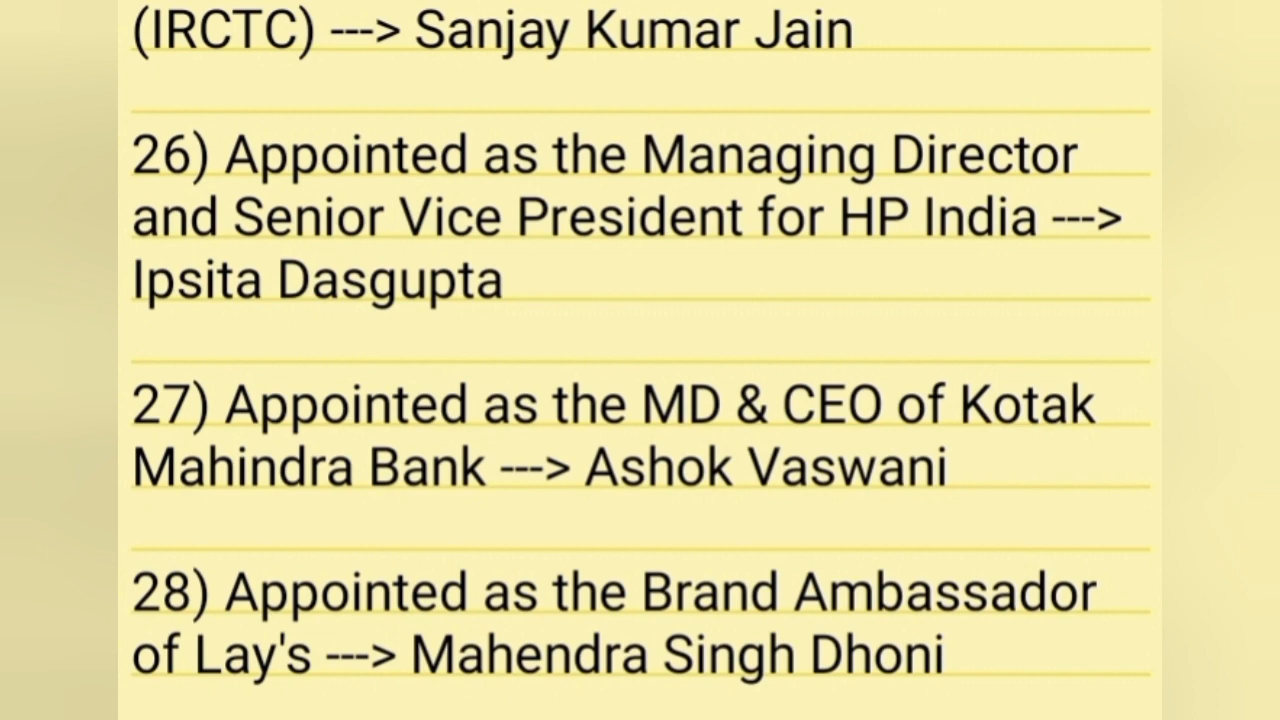 (IRCTC) ---> Sanjay Kumar Jain
26) Appointed as the Managing Director
and Senior Vice President for HP India --->
Ipsita Dasgupta
27) Appointed as the MD & CEO of Kotak
Mahindra Bank ---> Ashok Vaswani
28) Appointed as the Brand Ambassador
of Lay's ---> Mahendra Singh Dhoni